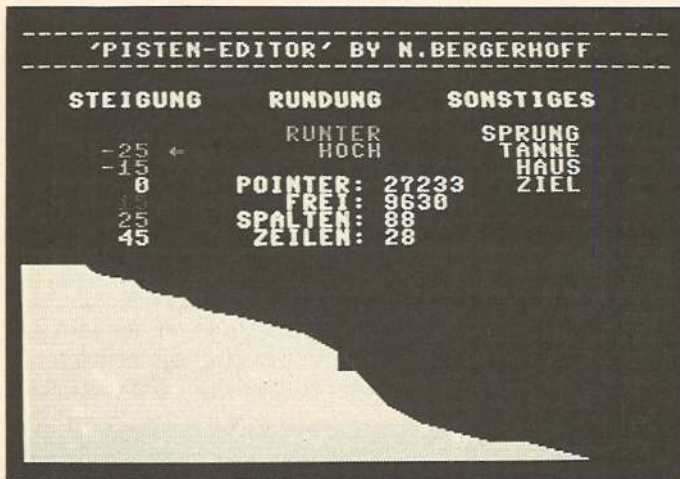 'PISTEN-EDITOR' BY N.BERGERHOFF
STEIGUNG RUNDUNG SONSTIGES
RUNTER SPRUNG
-25 ← HOCH TANNE
-15 HAUS
0 POINTER: 27233 ZIEL
15 FREI: 9630
25 SPALTEN: 88
45 ZEILEN: 28